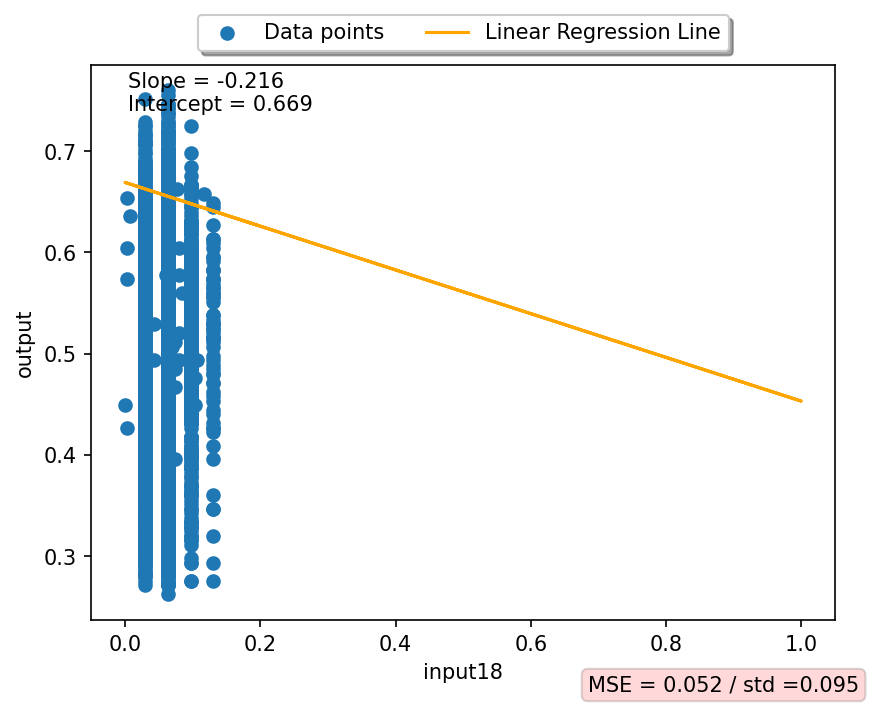 Data points
Linear Regression Line
Slope = -0.216
Intercept = 0.669
0.7
0.6
0.5
0.4
0.3
output
0.0 0.2 0.4 0.6 0.8 1.0
input18
MSE = 0.052 / std =0.095